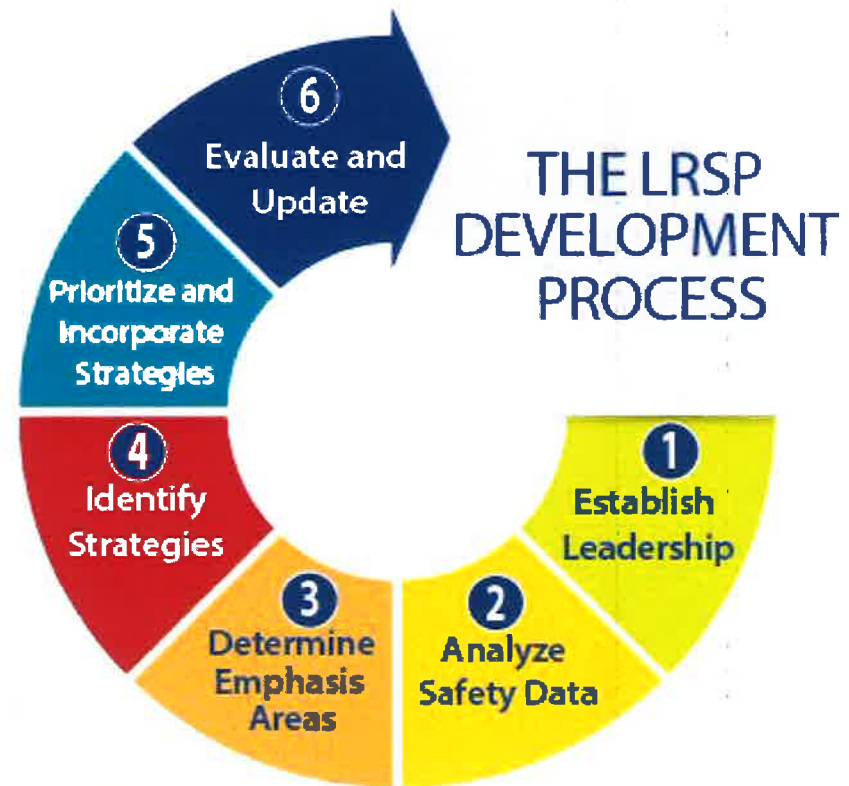 THE LRSP
DEVELOPMENT
PROCESS
1
Establish
Leadership
2
Analyze
Safety Data
3
Determine
Emphasis
Areas
4
Identify
Strategies
5
Prioritize and
Incorporate
Strategies
6
Evaluate and
Update